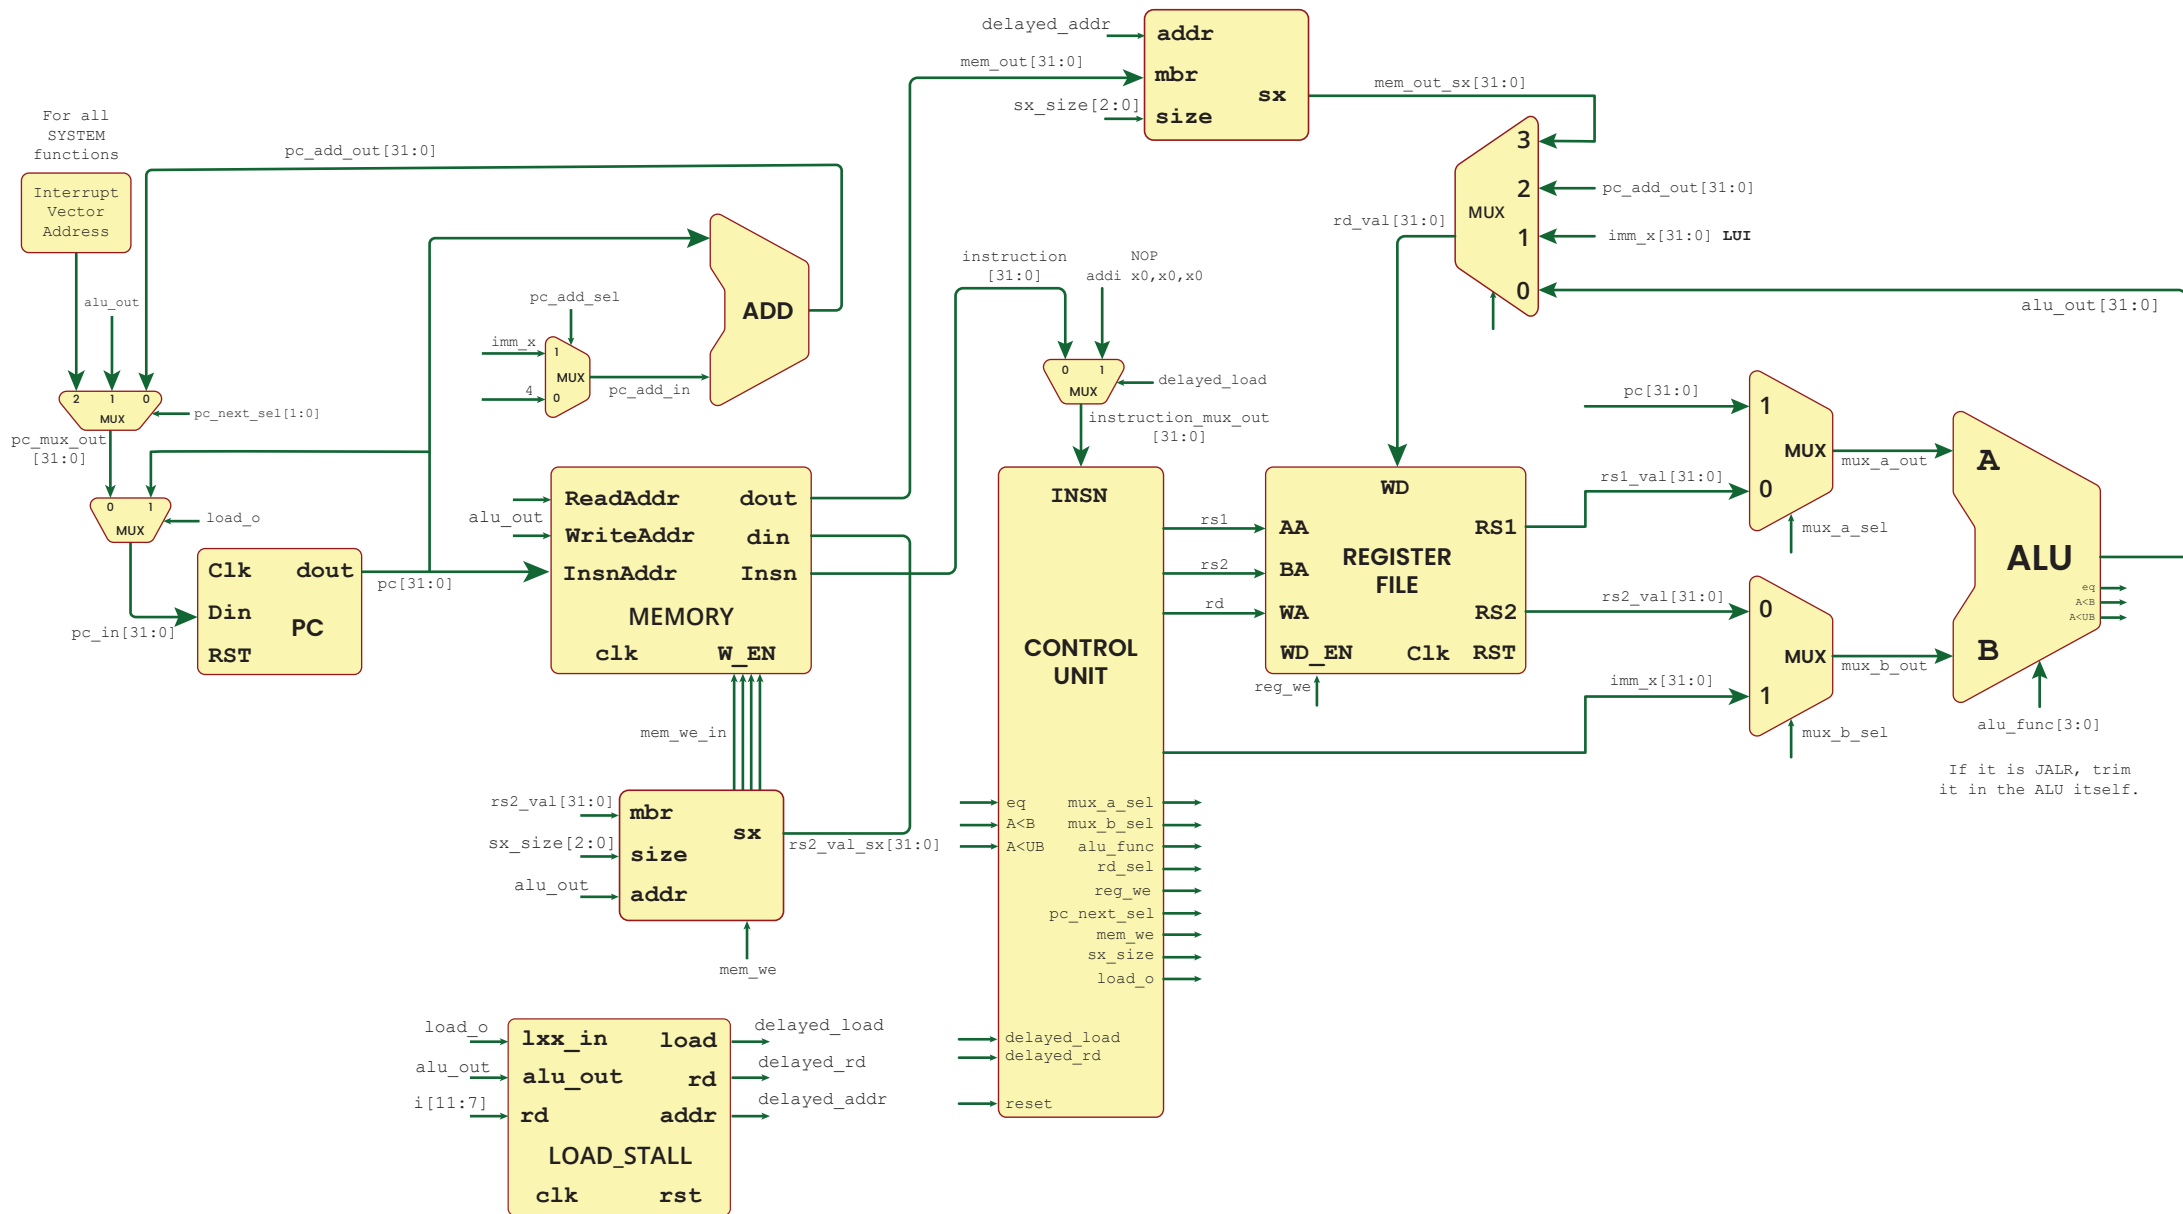 delayed_addr
addr
mem_out[31:0]
mbr
sx_size[2:0]
size
sx
mem_out_sx[31:0]
For all
SYSTEM
functions
Interrupt
Vector
Address
pc_add_out[31:0]
alu_out
2 1 0
MUX
pc_next_sel[1:0]
pc_mux_out
[31:0]
0 1
MUX
load_o
pc_in[31:0]
Clk
dout
Din
PC
RST
pc[31:0]
pc_add_sel
imm_x
1
MUX
4
0
pc_add_in
ADD
3
2
pc_add_out[31:0]
MUX
1
imm_x[31:0] LUI
0
rd_val[31:0]
alu_out[31:0]
instruction
[31:0]
NOP
addi x0,x0,x0
0 1
MUX
delayed_load
instruction_mux_out
[31:0]
ReadAddr
dout
alu_out
WriteAddr
din
InsnAddr
Insn
MEMORY
clk
W_EN
mem_we_in
rs2_val[31:0]
mbr
sx_size[2:0]
size
sx
alu_out
addr
rs2_val_sx[31:0]
mem_we
INSN
CONTROL
UNIT
rs1
rs2
rd
eq
A<B
A<UB
mux_a_sel
mux_b_sel
alu_func
rd_sel
reg_we
pc_next_sel
mem_we
sx_size
load_o
delayed_load
delayed_rd
reset
WD
AA
RS1
BA
REGISTER
FILE
WA
RS2
WD_EN
Clk
RST
reg_we
pc[31:0]
1
MUX
rs1_val[31:0]
0
mux_a_sel
mux_a_out
rs2_val[31:0]
0
MUX
imm_x[31:0]
1
mux_b_sel
mux_b_out
A
ALU
B
eq
A<B
A<UB
alu_func[3:0]
If it is JALR, trim
it in the ALU itself.
load_o
lxx_in
load
delayed_load
alu_out
alu_out
rd
delayed_rd
i[11:7]
rd
addr
delayed_addr
LOAD_STALL
clk
rst